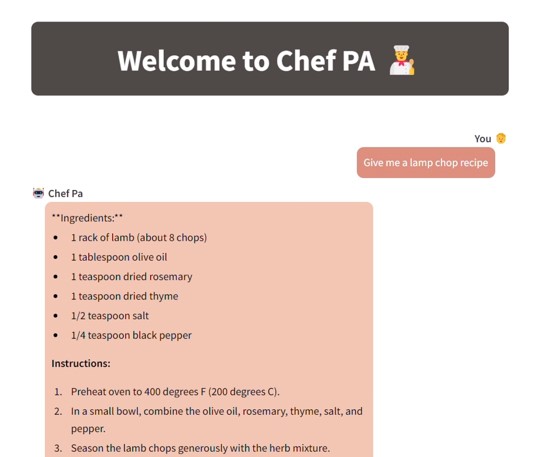 Welcome to Chef PA
You
Give me a lamp chop recipe
Chef Pa
**Ingredients:**
• 1 rack of lamb (about 8 chops)
• 1 tablespoon olive oil
• 1 teaspoon dried rosemary
• 1 teaspoon dried thyme
• 1/2 teaspoon salt
• 1/4 teaspoon black pepper
Instructions:
1. Preheat oven to 400 degrees F (200 degrees C).
2. In a small bowl, combine the olive oil, rosemary, thyme, salt, and
pepper.
3. Season the lamb chops generously with the herb mixture.